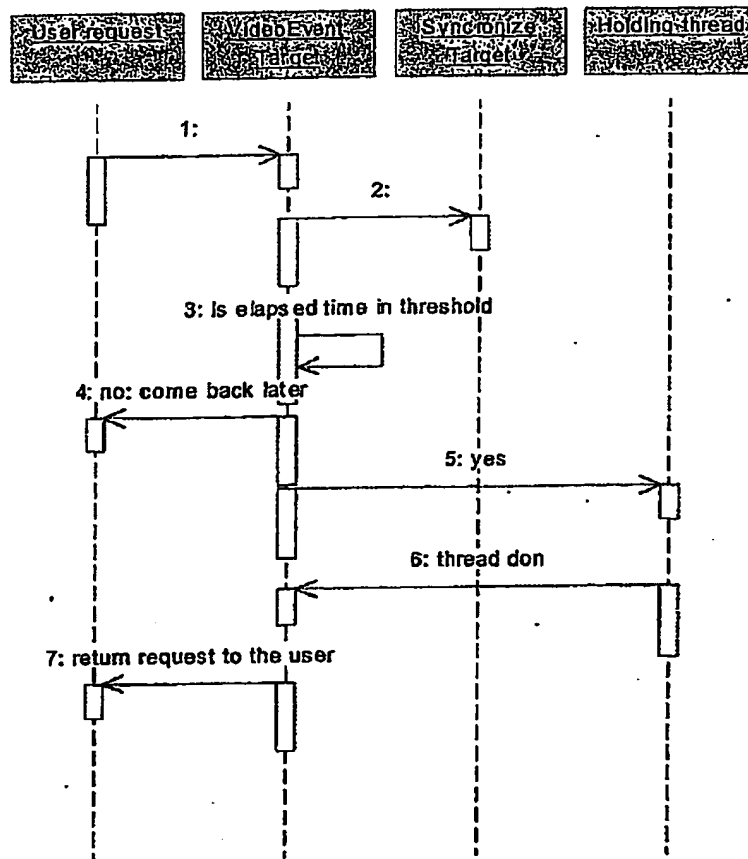 User request
VideoEvent
Target
Syncronize
Target
Holding thread
1:
2:
3: Is elapsed time in threshold
4: no: come back later
5: yes
6: thread don
7: return request to the user